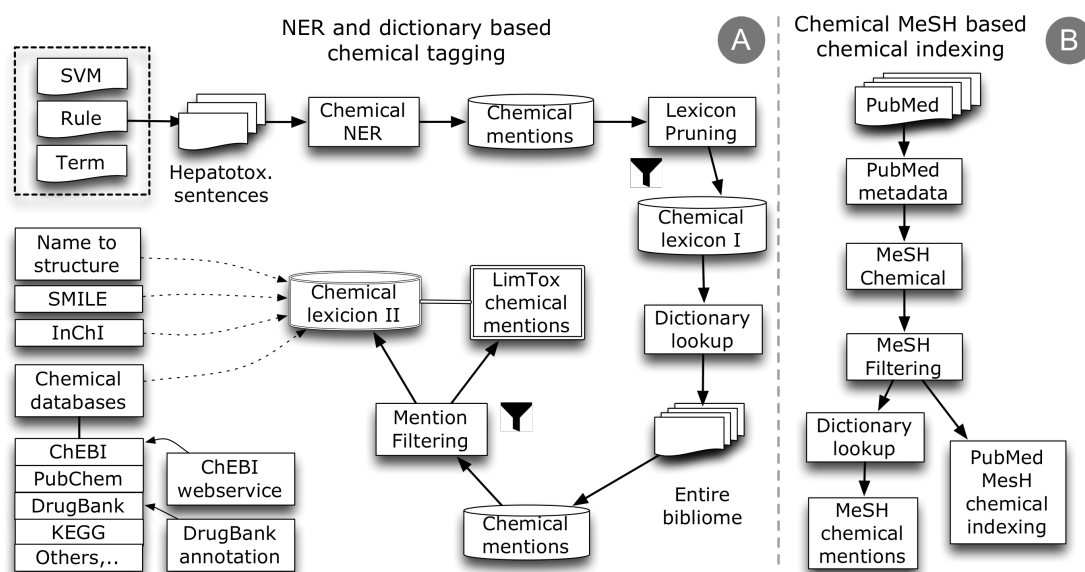 NER and dictionary based
chemical tagging
A
SVM
Rule
Term
Hepatotox.
sentences
Chemical
NER
Chemical
mentions
Lexicon
Pruning
Chemical
lexicon I
Dictionary
lookup
Entire
bibliome
Chemical
mentions
Mention
Filtering
LimTox
chemical
mentions
Chemical
lexicion II
Name to
structure
SMILE
InChI
Chemical
databases
ChEBI
PubChem
DrugBank
KEGG
Others,..
ChEBI
webservice
DrugBank
annotation
Chemical MeSH based
chemical indexing
B
PubMed
PubMed
metadata
MeSH
Chemical
MeSH
Filtering
Dictionary
lookup
MeSH
chemical
mentions
PubMed
MesH
chemical
indexing